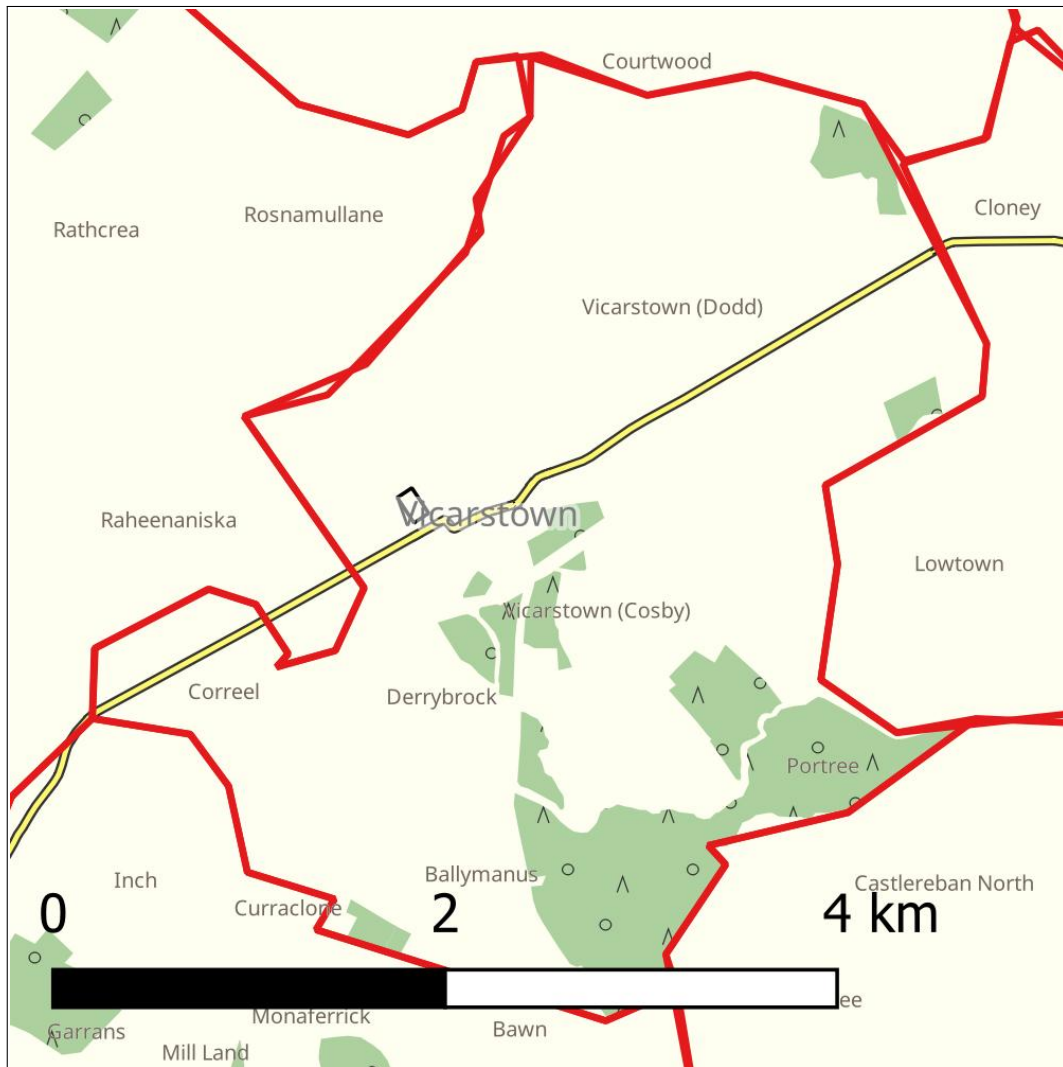 Courtwood
Cloney
Rosnamullane
Rathcrea
Vicarstown (Dodd)
Vicarstown
Raheenaniska
Lowtown
Vicarstown (Cosby)
Correel
Derrybrock
Portree
Inch
Ballymanus
Castlereban North
Curraclone
0 2 4 km
ee
Monaferrick
Garrans
Bawn
Mill Land